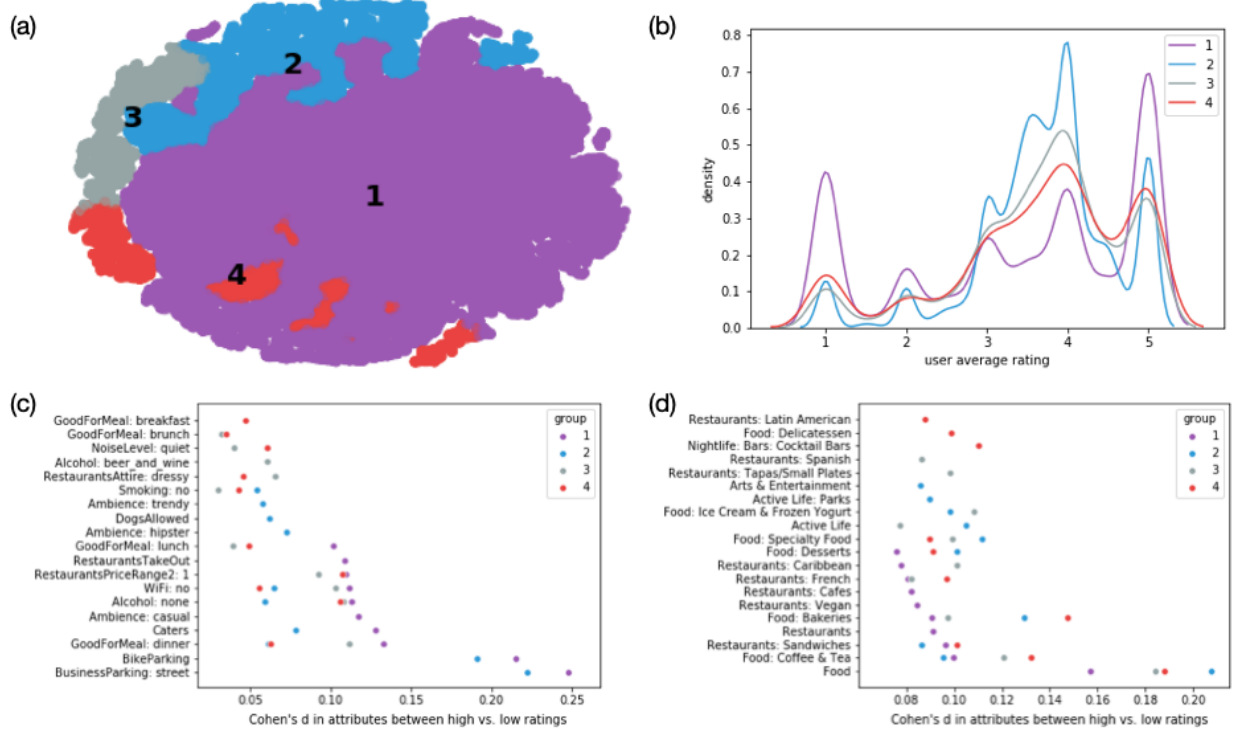 (a)
2
3
1
4
(b)
0.8
0.7
0.6
0.5
0.4
0.3
0.2
0.1
0.0
density
1 2 3 4 5
user average rating
1
2
3
4
(c)
GoodForMeal: breakfast
GoodForMeal: brunch
NoiseLevel: quiet
Alcohol: beer_and_wine
RestaurantsAttire: dressy
Smoking: no
Ambience: trendy
DogsAllowed
Ambience: hipster
GoodForMeal: lunch
RestaurantsTakeOut
RestaurantsPriceRange2: 1
WiFi: no
Alcohol: none
Ambience: casual
Caters
GoodForMeal: dinner
BikeParking
BusinessParking: street
0.05 0.10 0.15 0.20 0.25
Cohen's d in attributes between high vs. low ratings
group
1
2
3
4
(d)
Restaurants: Latin American
Food: Delicatessen
Nightlife: Bars: Cocktail Bars
Restaurants: Spanish
Restaurants: Tapas/Small Plates
Arts & Entertainment
Active Life: Parks
Food: Ice Cream & Frozen Yogurt
Active Life
Food: Specialty Food
Food: Desserts
Restaurants: Caribbean
Restaurants: French
Restaurants: Cafes
Restaurants: Vegan
Food: Bakeries
Restaurants
Restaurants: Sandwiches
Food: Coffee & Tea
Food
0.08 0.10 0.12 0.14 0.16 0.18 0.20
Cohen's d in attributes between high vs. low ratings
group
1
2
3
4